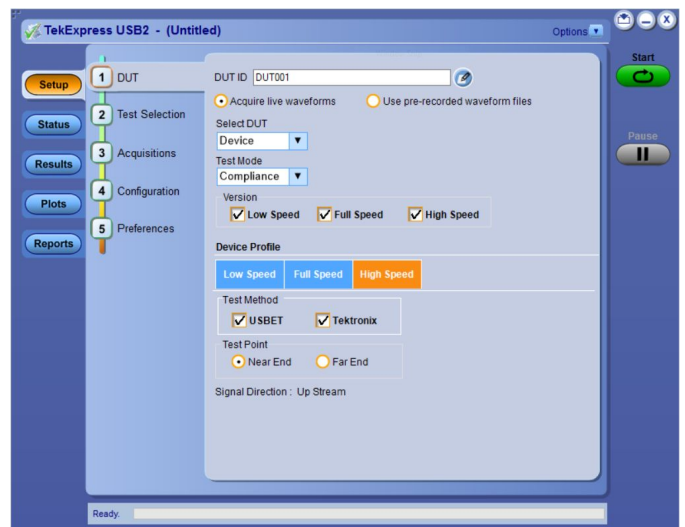 TekExpress USB2 - (Untitled)
Options
Start
Pause
Setup
Status
Results
Plots
Reports
1 DUT
2 Test Selection
3 Acquisitions
4 Configuration
5 Preferences
DUT ID DUT001
Acquire live waveforms Use pre-recorded waveform files
Select DUT
Device
Test Mode
Compliance
Version
Low Speed Full Speed High Speed
Device Profile
Low Speed Full Speed High Speed
Test Method
USBET Tektronix
Test Point
Near End Far End
Signal Direction : Up Stream
Ready.